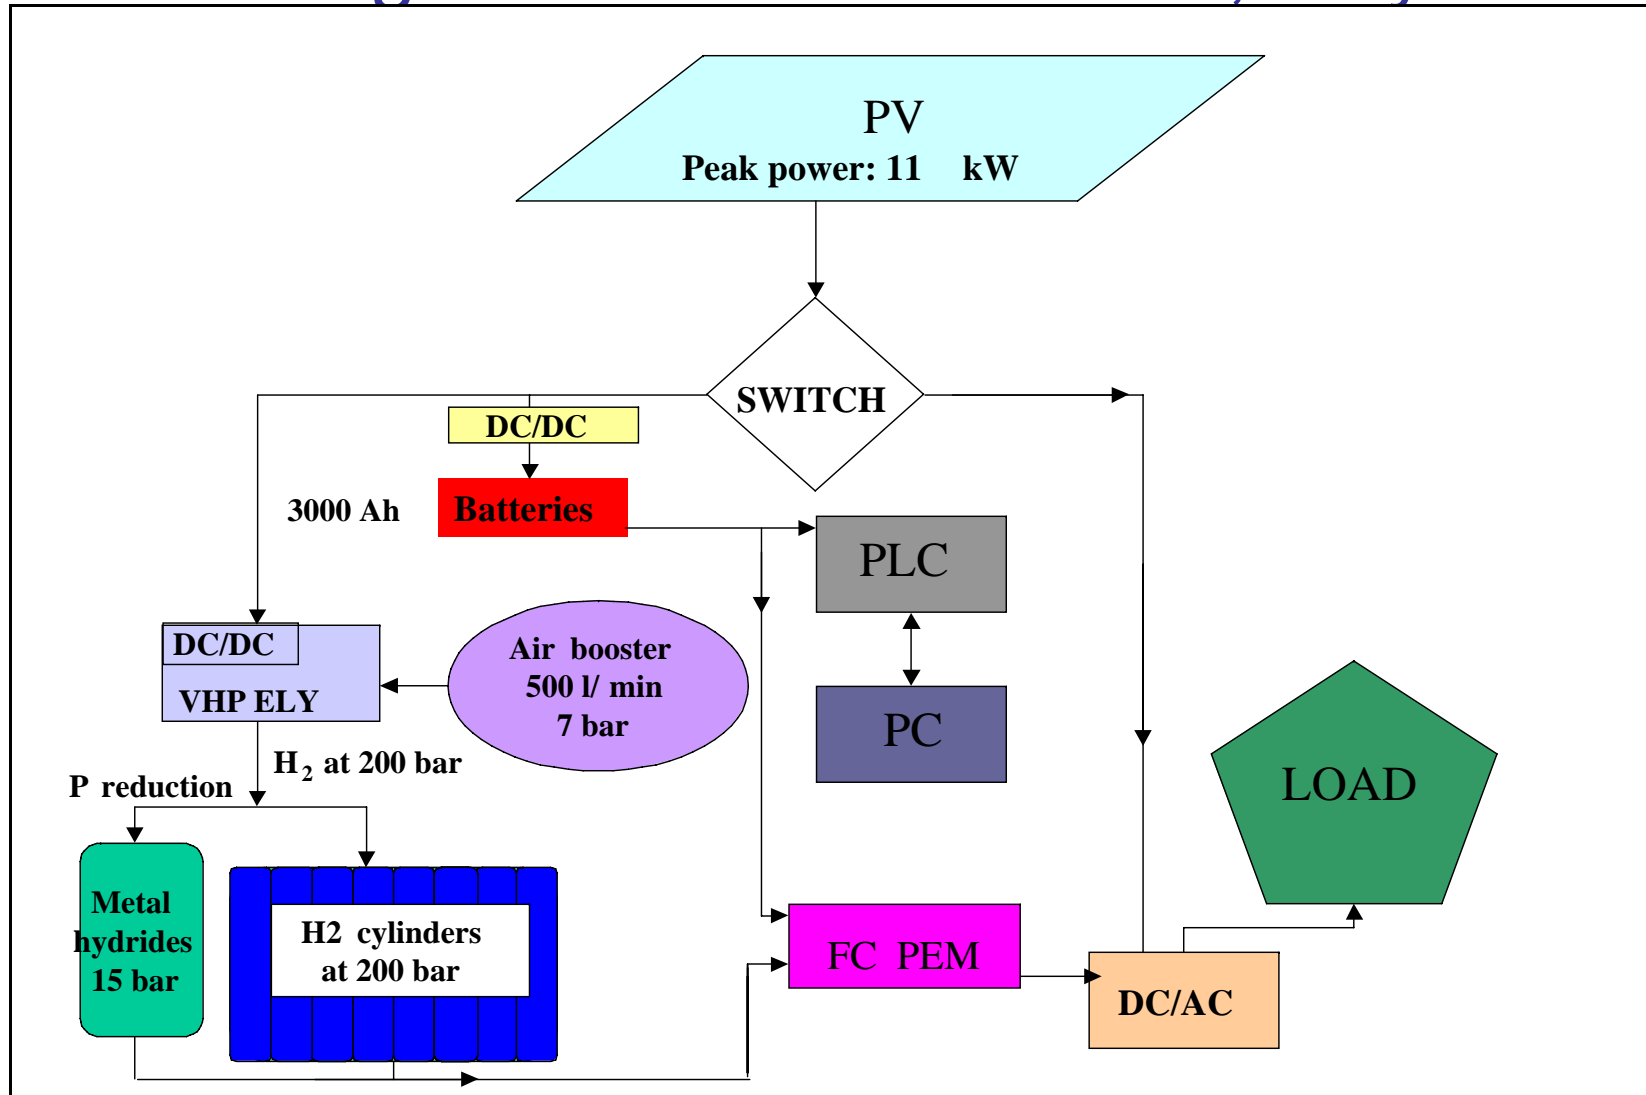 PV
Peak power: 11 kW
SWITCH
DC/DC
3000 Ah
Batteries
PLC
DC/DC
VHP ELY
Air booster
500 l/ min
7 bar
PC
H2 at 200 bar
P reduction
LOAD
Metal
hydrides
15 bar
H2 cylinders
at 200 bar
FC PEM
DC/AC